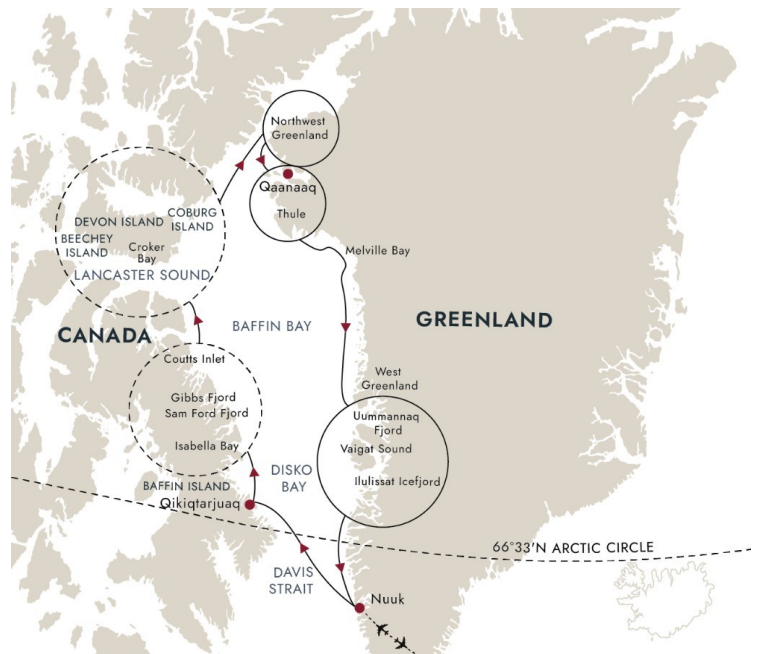 Northwest
Greenland
Qaanaaq
Thule
COBURG
ISLAND
DEVON ISLAND
BEECHEY
ISLAND
Croker
Bay
LANCASTER SOUND
Melville Bay
CANADA
BAFFIN BAY
GREENLAND
Coutts Inlet
West
Greenland
Gibbs Fjord
Sam Ford Fjord
Uummannaq
Fjord
Isabella Bay
Vaigat Sound
DISKO
BAY
Ilulissat Icefjord
BAFFIN ISLAND
Qikiqtarjuaq
66°33'N ARCTIC CIRCLE
DAVIS
STRAIT
Nuuk